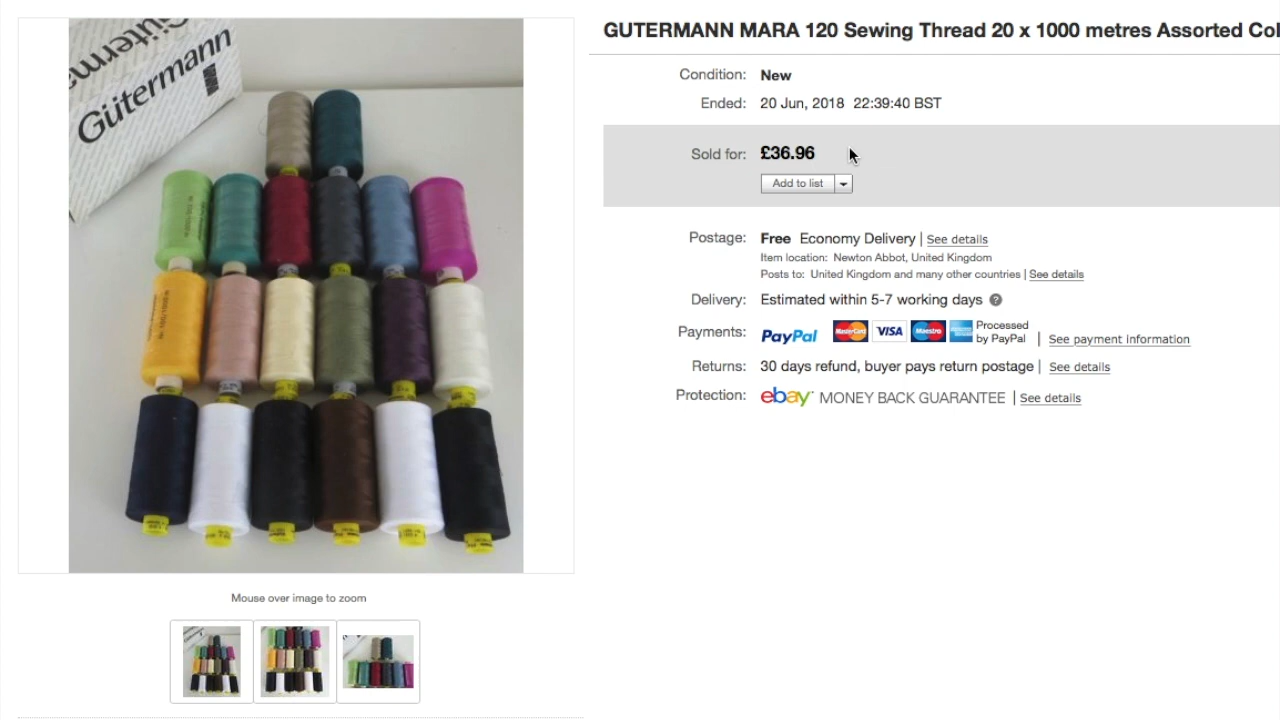 Gütermann
Gütermann
GUTERMANN MARA 120 Sewing Thread 20 x 1000 metres Assorted Col
Condition: New
Ended: 20 Jun, 2018 22:39:40 BST
Sold for: £36.96
Add to list
Postage: Free Economy Delivery | See details
Item location: Newton Abbot, United Kingdom
Posts to: United Kingdom and many other countries | See details
Delivery: Estimated within 5-7 working days ?
Payments: PayPal MasterCard VISA Maestro Processed by PayPal | See payment information
Returns: 30 days refund, buyer pays return postage | See details
Protection: ebay MONEY BACK GUARANTEE | See details
Mouse over image to zoom